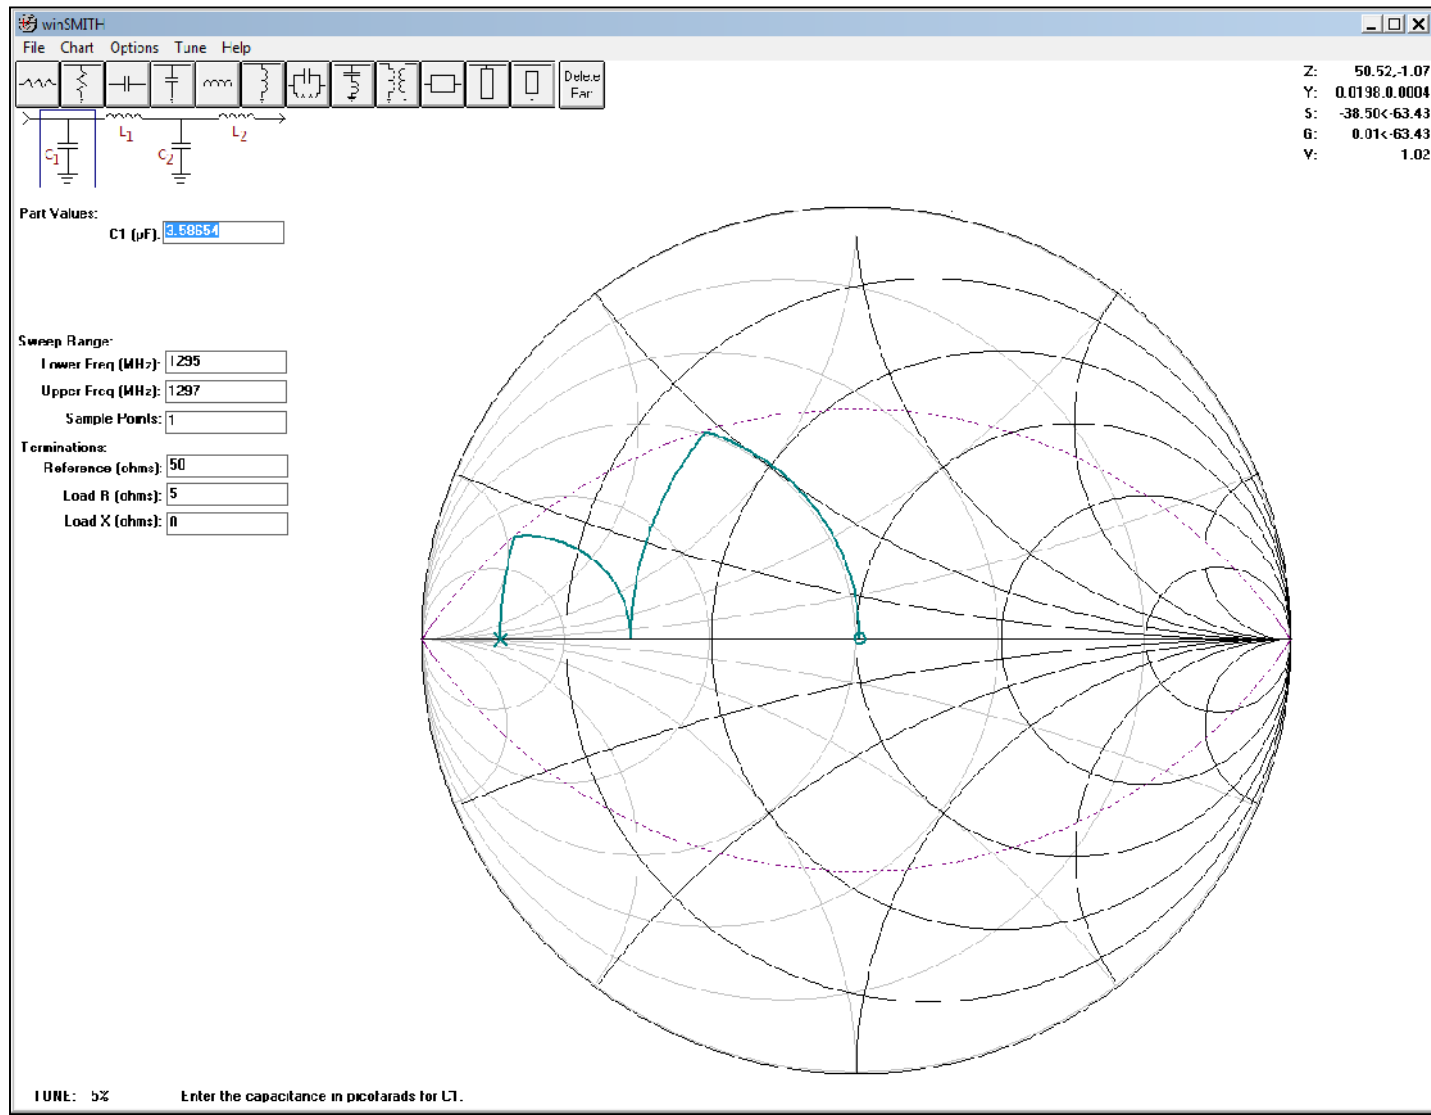 winSMITH
File Chart Options Tune Help
Delete
Part
Z: 50.52,-1.07
Y: 0.0198,0.0004
S: -38.50<-63.43
G: 0.01<-63.43
V: 1.02
C1 L1 C2 L2
Part Values:
C1 (pF): 3.58654
Sweep Range:
Lower Freq (MHz): 1295
Upper Freq (MHz): 1297
Sample Points: 1
Terminations:
Reference (ohms): 50
Load R (ohms): 5
Load X (ohms): 0
TUNE: 5% Enter the capacitance in picofarads for C1.